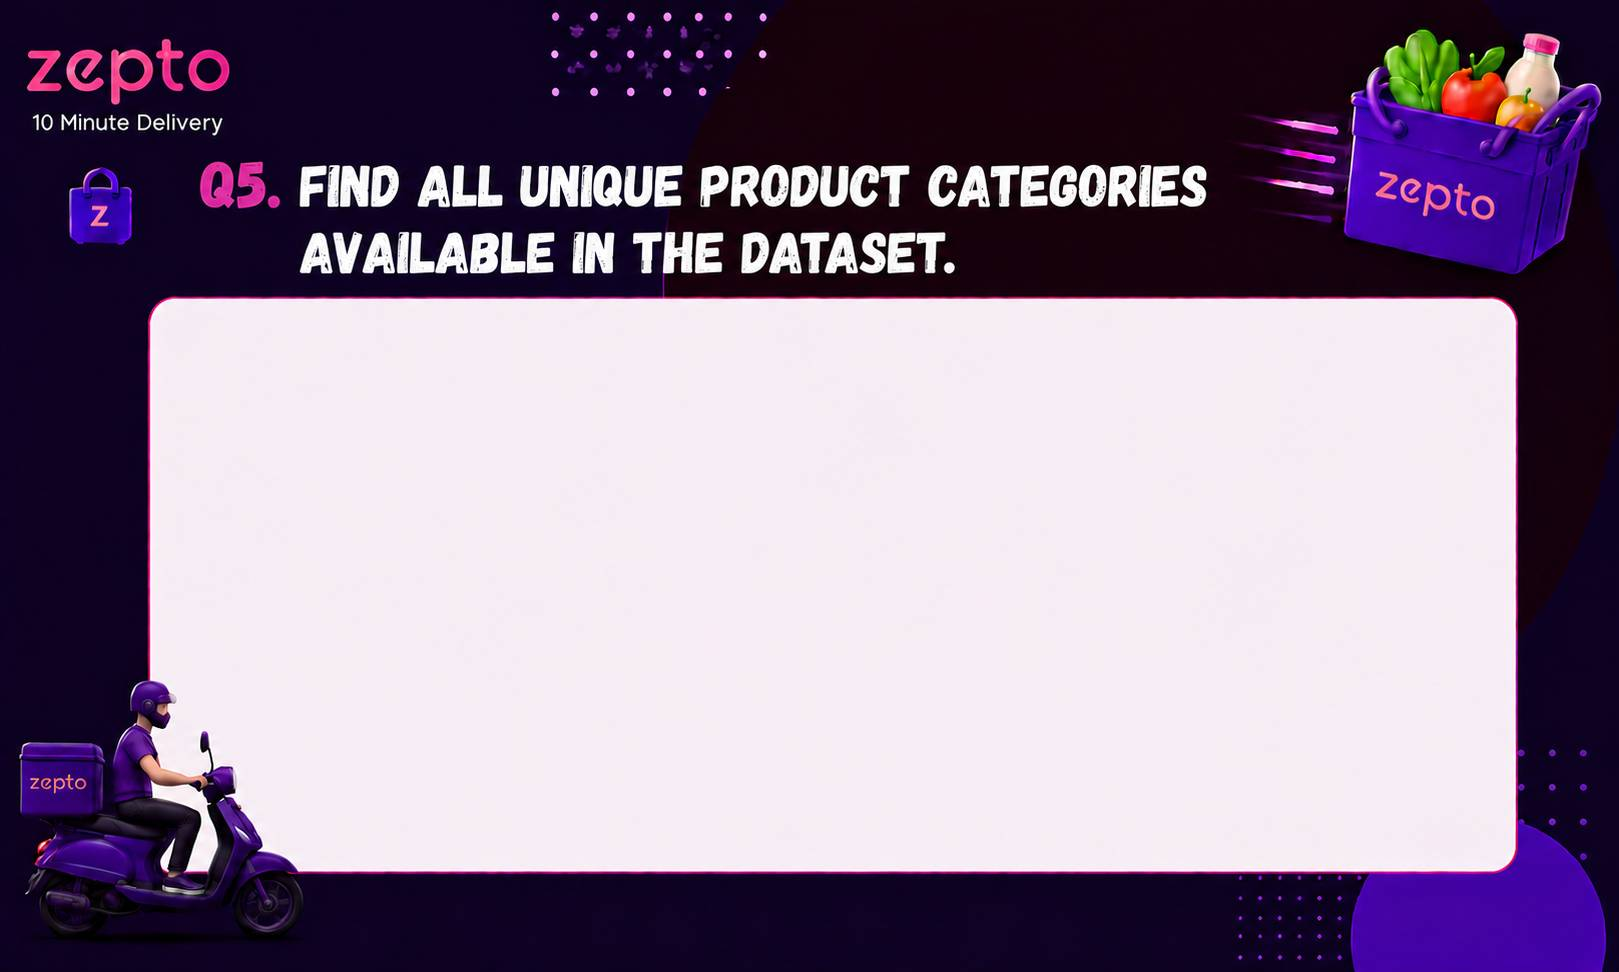 zepto
10 Minute Delivery
zepto
Z
Q5. FIND ALL UNIQUE PRODUCT CATEGORIES
AVAILABLE IN THE DATASET.
zepto